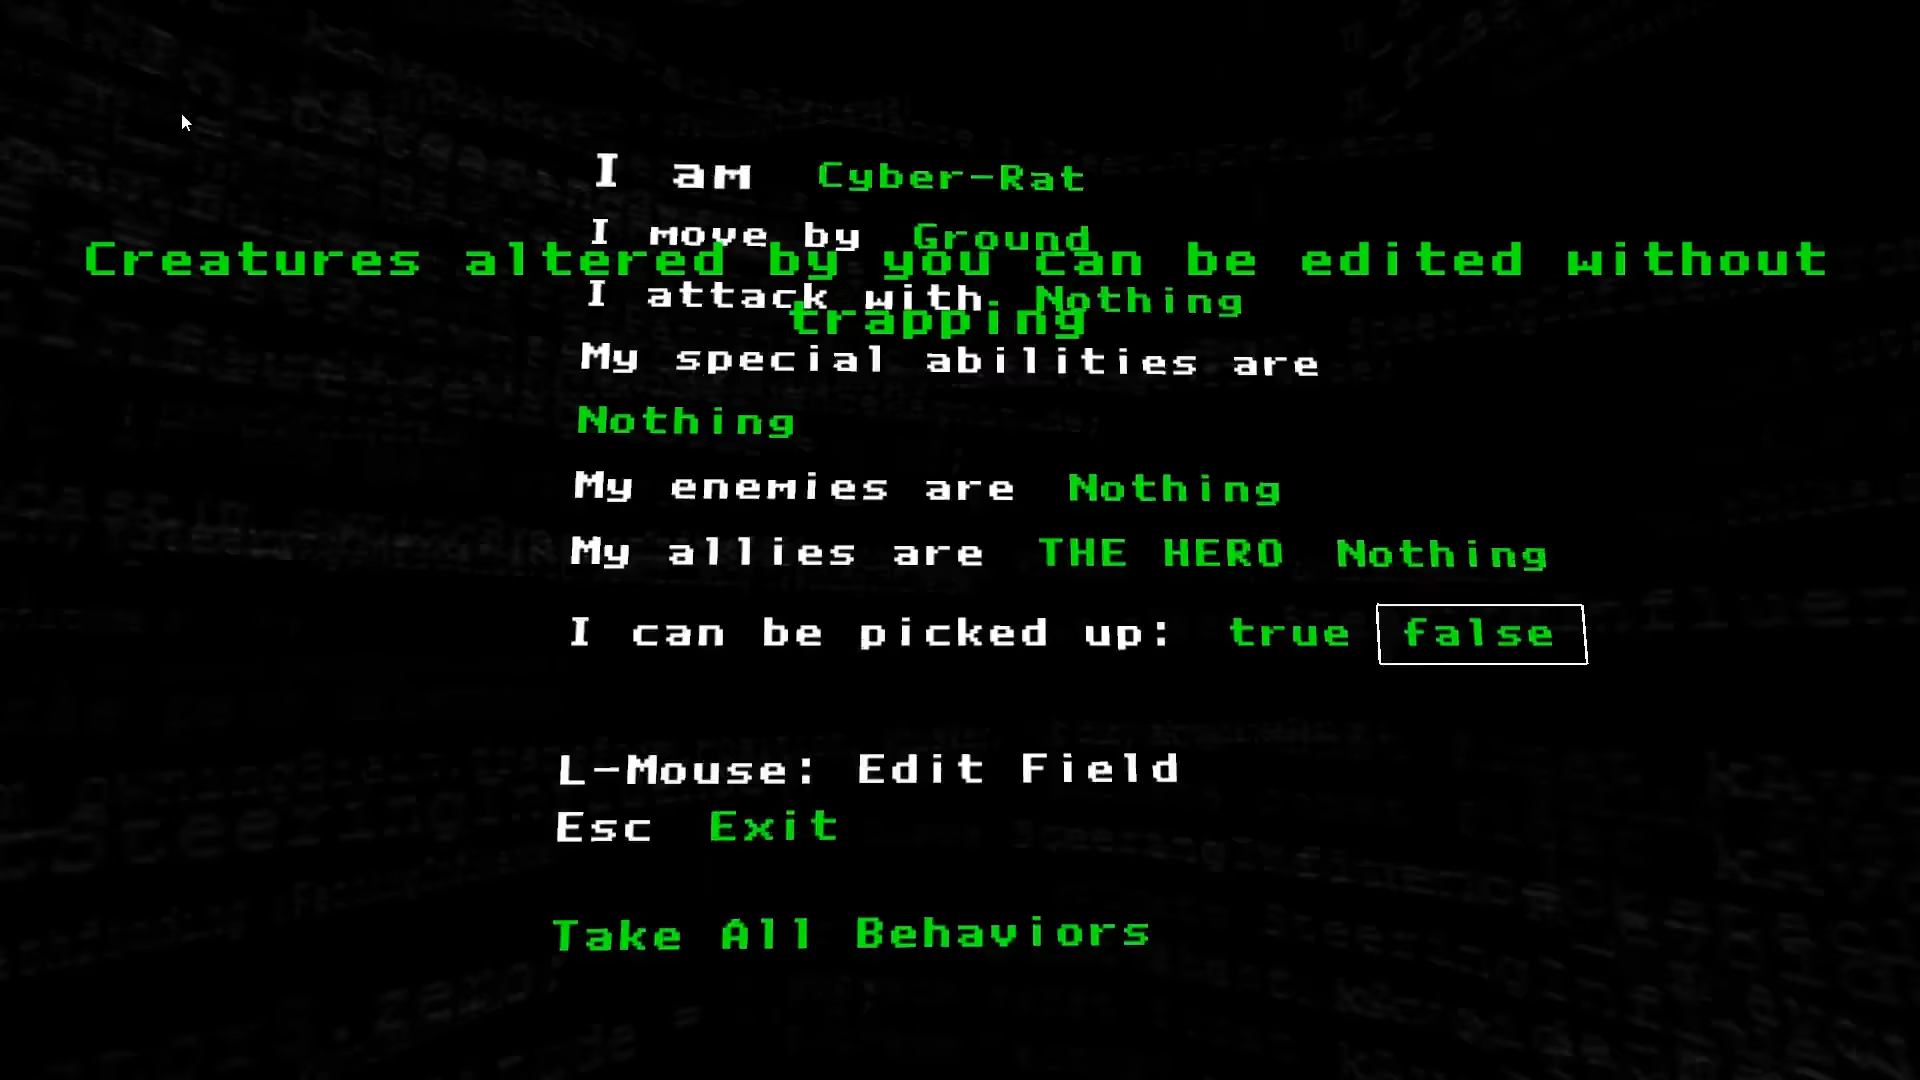 I am Cyber-Rat
I move by Ground
Creatures altered by you can be edited without
trapping
I attack with Nothing
My special abilities are
Nothing
My enemies are Nothing
My allies are THE HERO Nothing
I can be picked up: true false
L-Mouse: Edit Field
Esc Exit
Take All Behaviors